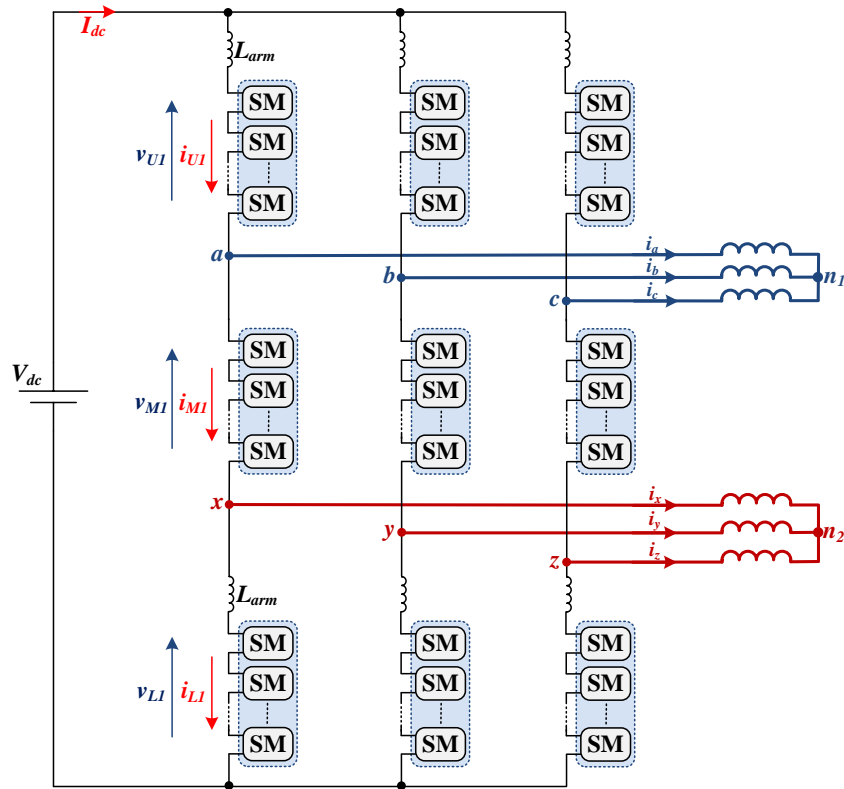 I_dc
L_arm
SM SM SM
SM SM SM
SM SM SM
v_U1 i_U1
a i_a
b i_b n_1
c i_c
SM SM SM
V_dc
SM SM SM
SM SM SM
v_M1 i_M1
x i_x
y i_y n_2
z i_z
L_arm
SM SM SM
SM SM SM
SM SM SM
v_L1 i_L1